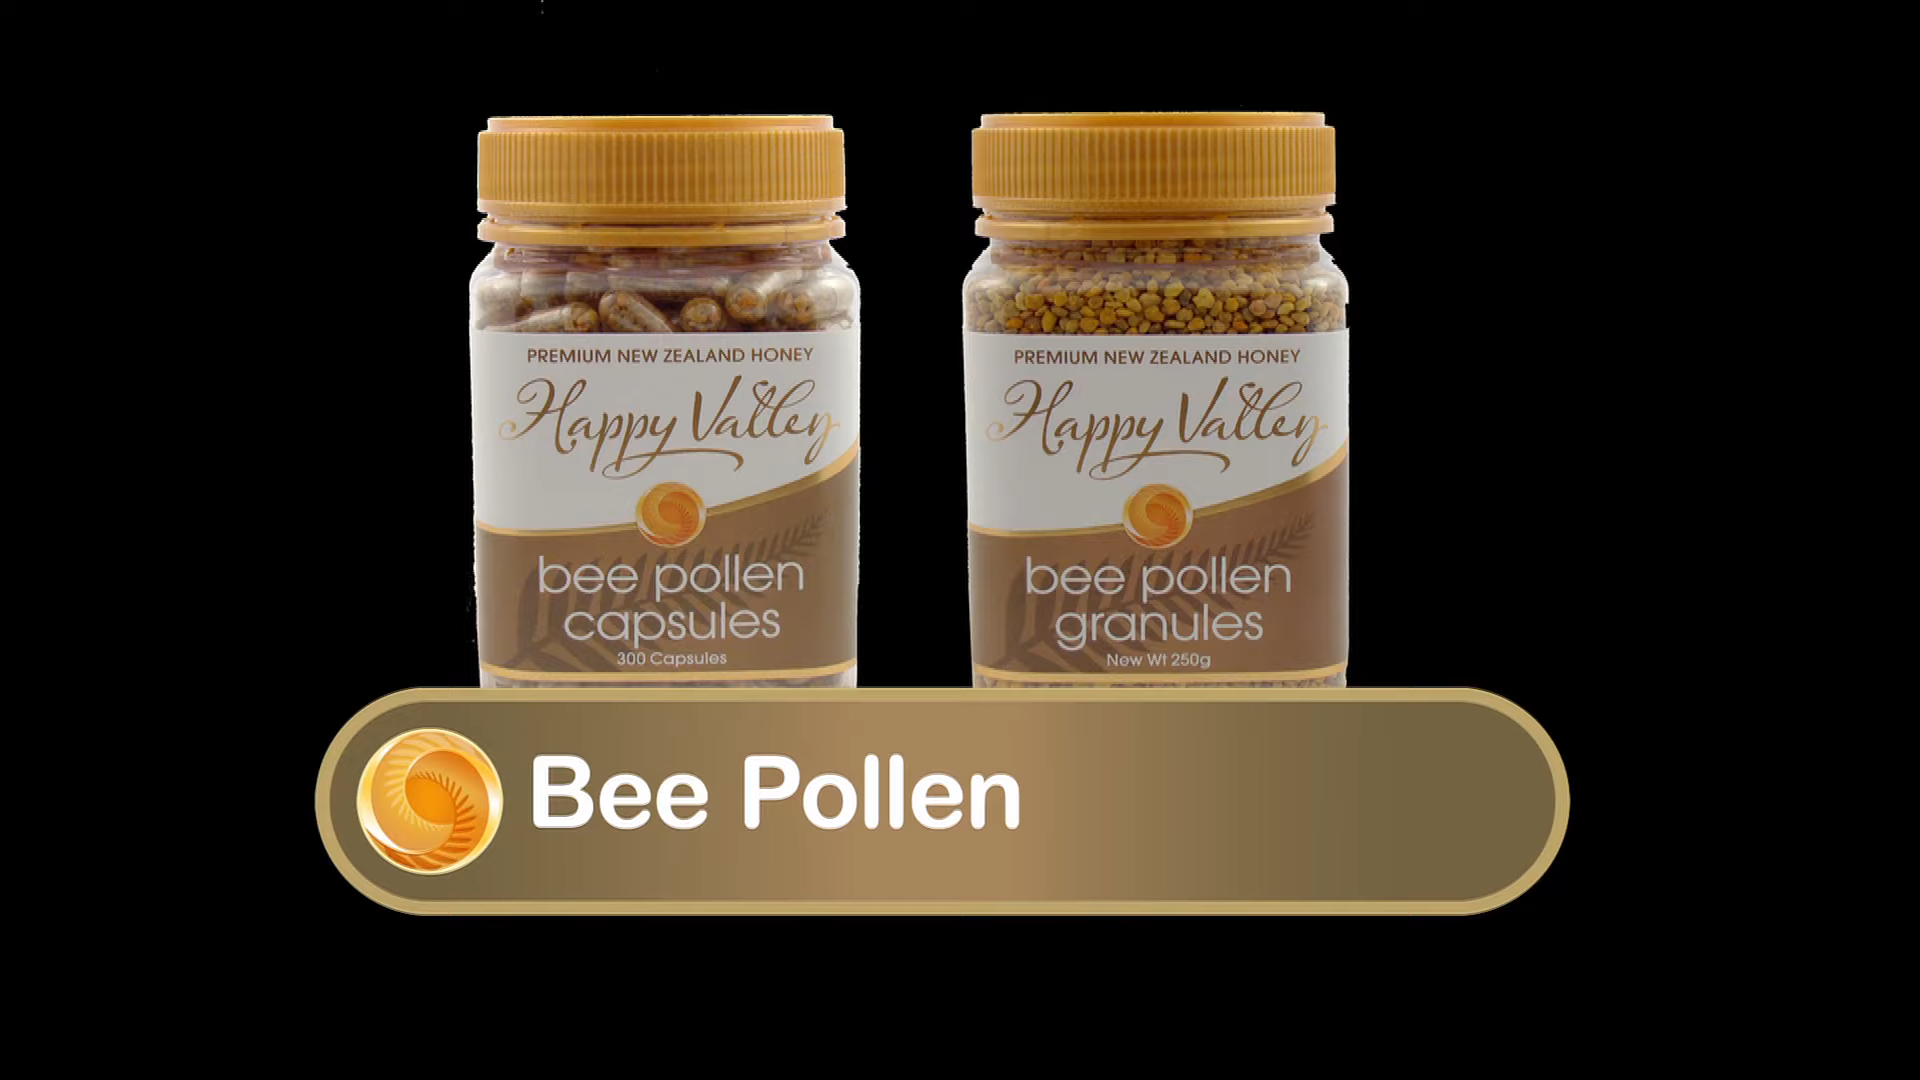 PREMIUM NEW ZEALAND HONEY
Happy Valley
bee pollen
capsules
300 Capsules
PREMIUM NEW ZEALAND HONEY
Happy Valley
bee pollen
granules
New Wt 250g
Bee Pollen